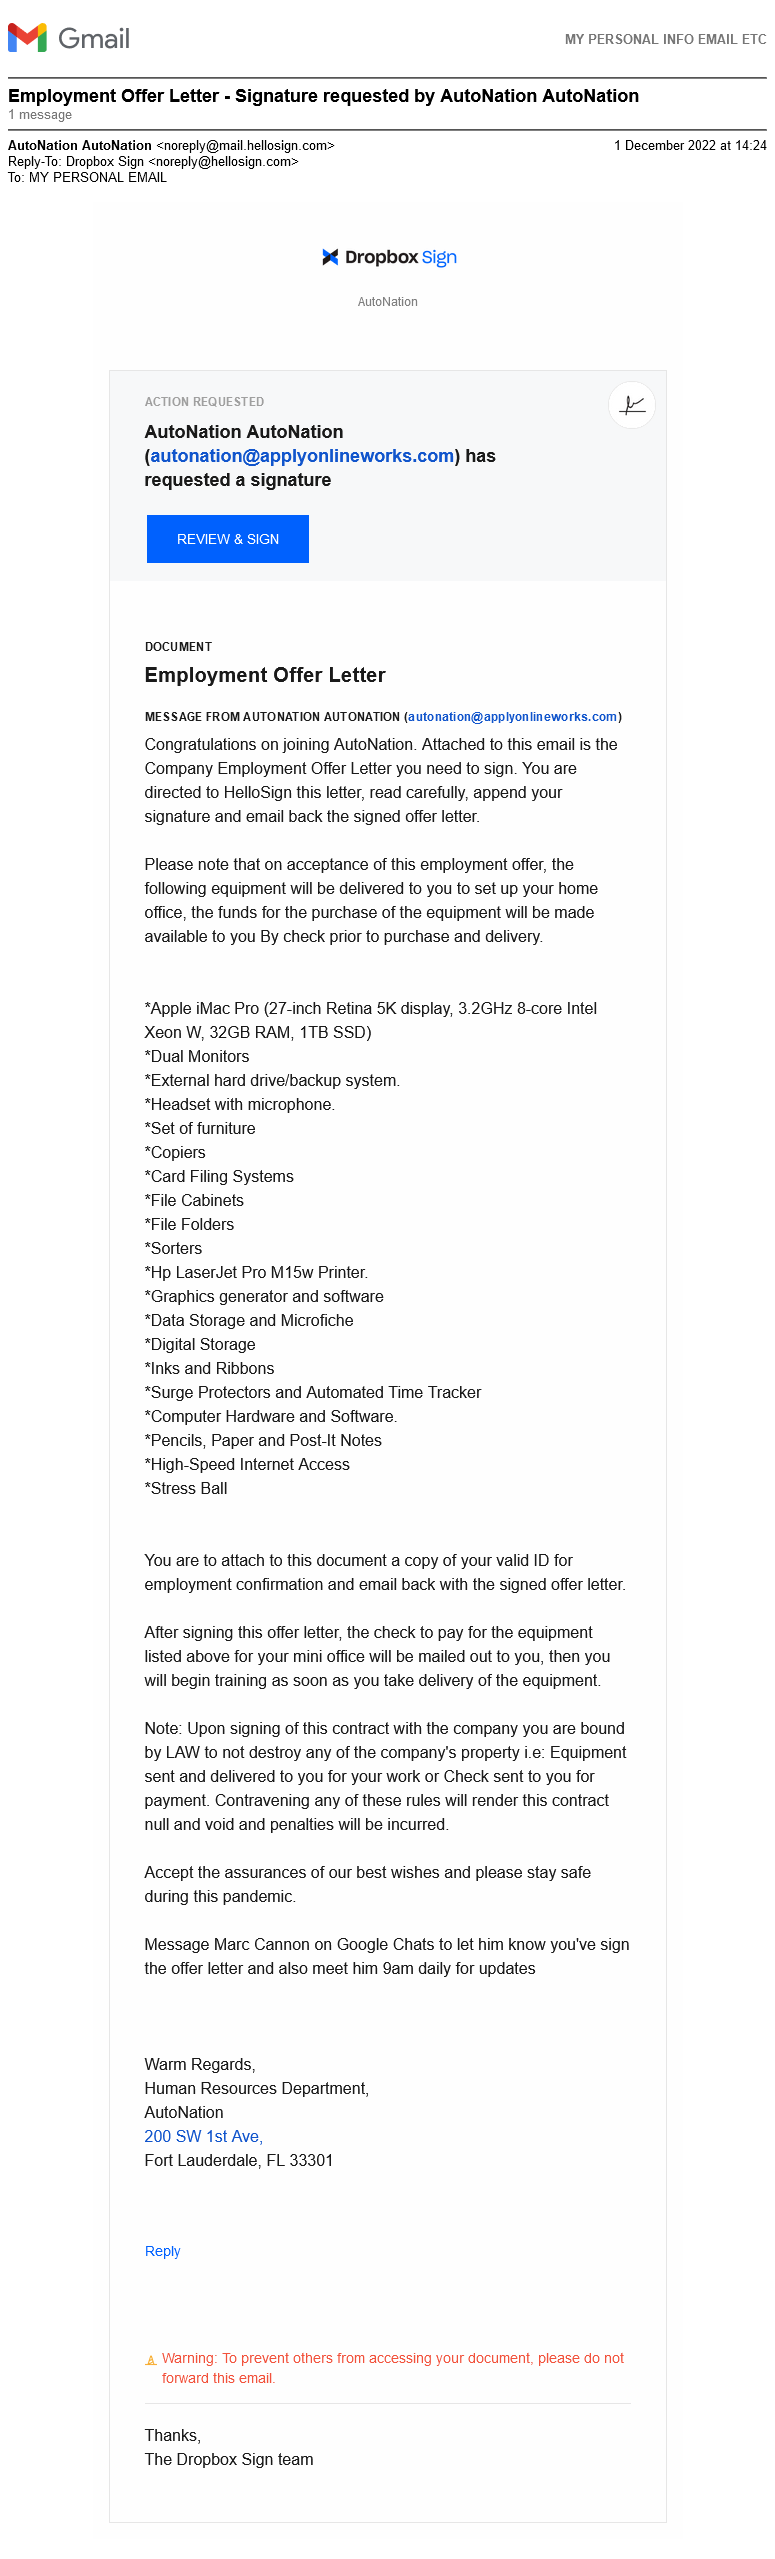 Gmail
MY PERSONAL INFO EMAIL ETC
Employment Offer Letter - Signature requested by AutoNation AutoNation
1 message
AutoNation AutoNation <noreply@mail.hellosign.com>
1 December 2022 at 14:24
Reply-To: Dropbox Sign <noreply@hellosign.com>
To: MY PERSONAL EMAIL
Dropbox Sign
AutoNation
ACTION REQUESTED
AutoNation AutoNation
(autonation@applyonlineworks.com) has
requested a signature
REVIEW & SIGN
DOCUMENT
Employment Offer Letter
MESSAGE FROM AUTONATION AUTONATION (autonation@applyonlineworks.com)
Congratulations on joining AutoNation. Attached to this email is the
Company Employment Offer Letter you need to sign. You are
directed to HelloSign this letter, read carefully, append your
signature and email back the signed offer letter.
Please note that on acceptance of this employment offer, the
following equipment will be delivered to you to set up your home
office, the funds for the purchase of the equipment will be made
available to you By check prior to purchase and delivery.
*Apple iMac Pro (27-inch Retina 5K display, 3.2GHz 8-core Intel
Xeon W, 32GB RAM, 1TB SSD)
*Dual Monitors
*External hard drive/backup system.
*Headset with microphone.
*Set of furniture
*Copiers
*Card Filing Systems
*File Cabinets
*File Folders
*Sorters
*Hp LaserJet Pro M15w Printer.
*Graphics generator and software
*Data Storage and Microfiche
*Digital Storage
*Inks and Ribbons
*Surge Protectors and Automated Time Tracker
*Computer Hardware and Software.
*Pencils, Paper and Post-It Notes
*High-Speed Internet Access
*Stress Ball
You are to attach to this document a copy of your valid ID for
employment confirmation and email back with the signed offer letter.
After signing this offer letter, the check to pay for the equipment
listed above for your mini office will be mailed out to you, then you
will begin training as soon as you take delivery of the equipment.
Note: Upon signing of this contract with the company you are bound
by LAW to not destroy any of the company's property i.e: Equipment
sent and delivered to you for your work or Check sent to you for
payment. Contravening any of these rules will render this contract
null and void and penalties will be incurred.
Accept the assurances of our best wishes and please stay safe
during this pandemic.
Message Marc Cannon on Google Chats to let him know you've sign
the offer letter and also meet him 9am daily for updates
Warm Regards,
Human Resources Department,
AutoNation
200 SW 1st Ave,
Fort Lauderdale, FL 33301
Reply
Warning: To prevent others from accessing your document, please do not
forward this email.
Thanks,
The Dropbox Sign team